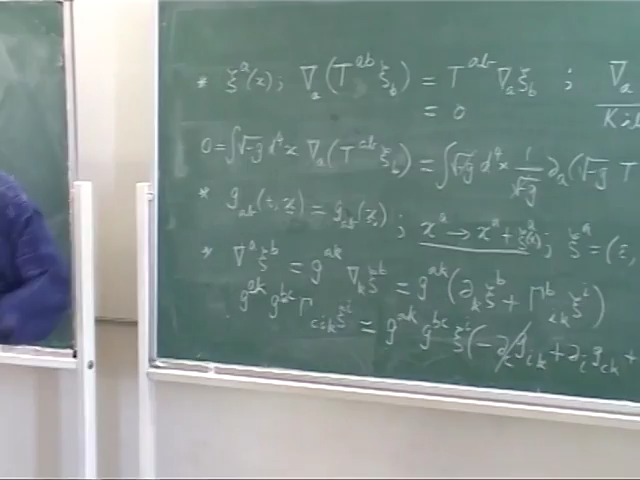 * ξ^a(x); ∇_a(T^{ab} ξ_b) = T^{ab} ∇_a ξ_b ; ∇_a
= 0 Kil
0 = ∫√-g d^4x ∇_a(T^{ab} ξ_b) = ∫√-g d^4x 1/√-g ∂_a(√-g T
* g_{ab}(t, x) = g_{ab}(x) ; x^a → x^a + ξ^a(x) ; ξ^a = (ε,
* ∇^a ξ^b = g^{ak} ∇_k ξ^b = g^{ak}(∂_k ξ^b + Γ^b_{ik} ξ^i)
g^{ak} g^{bc} Γ_{cik} ξ^i = g^{ak} g^{bc} ξ^i(-∂_c g_{ik} + ∂_i g_{ck} +